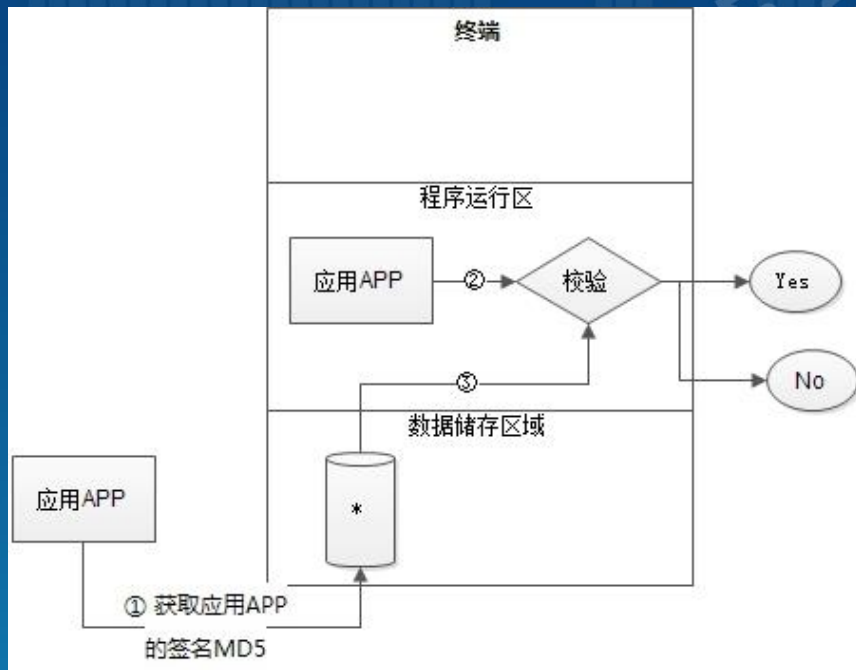 终端
程序运行区
应用APP
②
校验
Yes
③
No
数据储存区域
应用APP
*
① 获取应用APP
的签名MD5